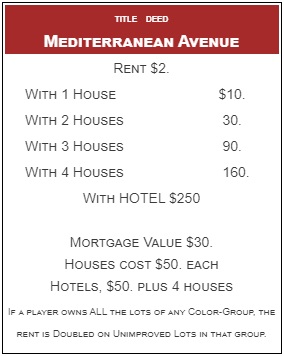 TITLE DEED
MEDITERRANEAN AVENUE
RENT $2.
WITH 1 HOUSE $10.
WITH 2 HOUSES 30.
WITH 3 HOUSES 90.
WITH 4 HOUSES 160.
WITH HOTEL $250
MORTGAGE VALUE $30.
HOUSES COST $50. EACH
HOTELS, $50. PLUS 4 HOUSES
IF A PLAYER OWNS ALL THE LOTS OF ANY COLOR-GROUP, THE
RENT IS DOUBLED ON UNIMPROVED LOTS IN THAT GROUP.